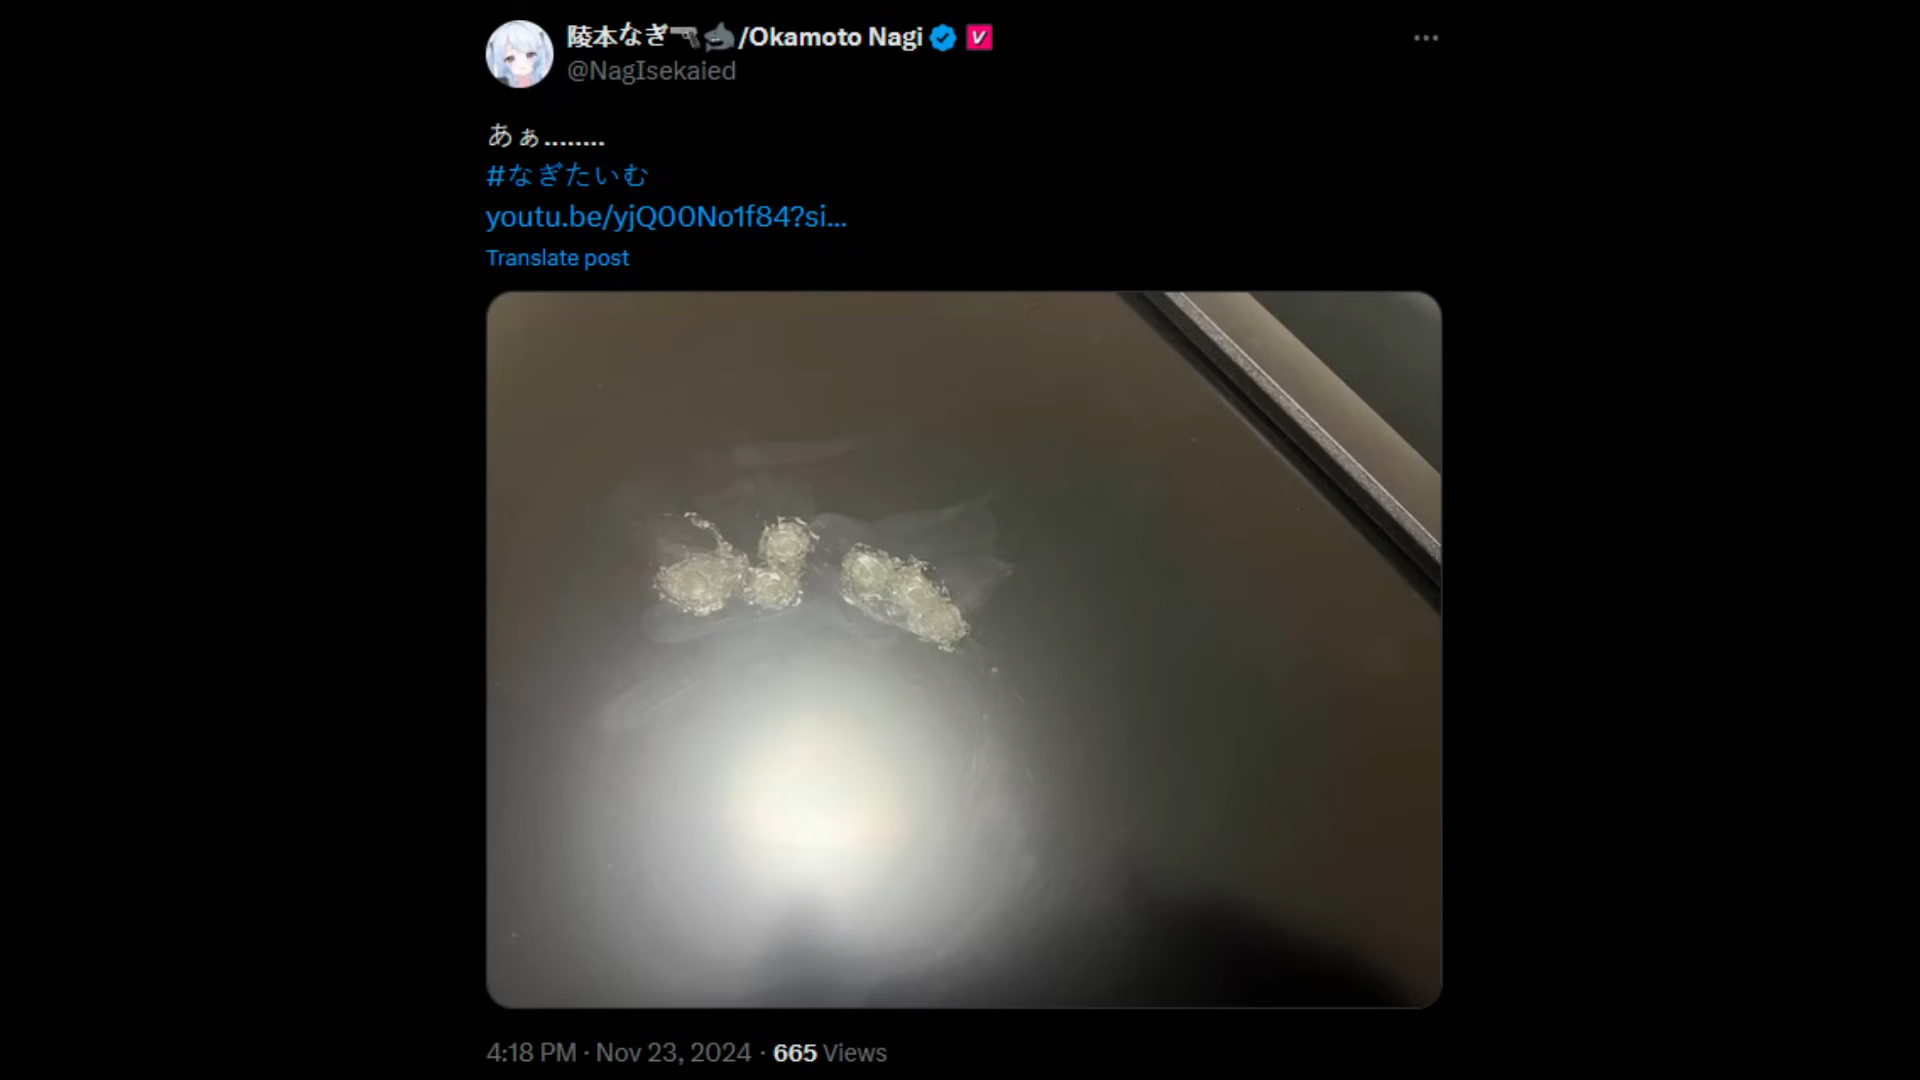 陵本なぎ🔫🦈/Okamoto Nagi
@NagIsekaied
あぁ........
#なぎたいむ
youtu.be/yjQ00No1f84?si...
Translate post
4:18 PM · Nov 23, 2024 · 665 Views